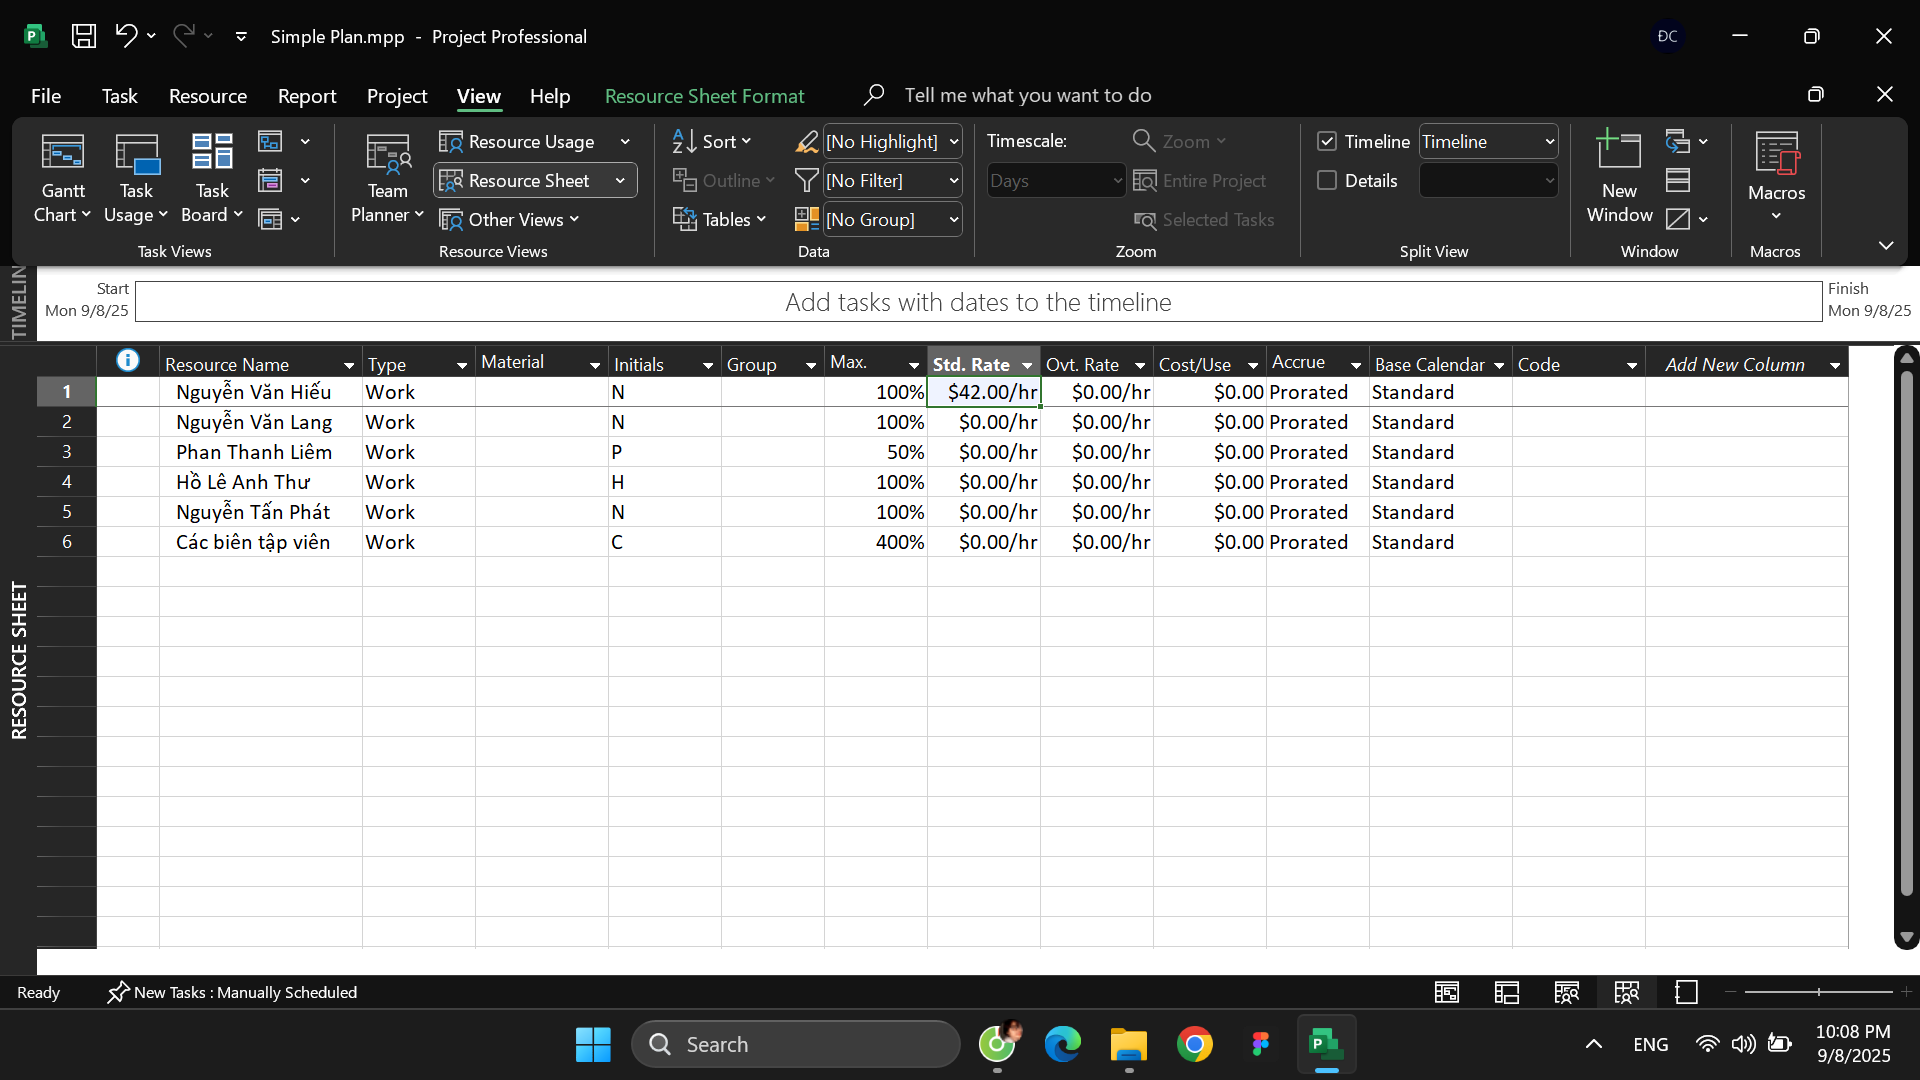 Simple Plan.mpp - Project Professional
ĐC
File Task Resource Report Project View Help Resource Sheet Format Tell me what you want to do
Gantt Chart
Task Usage
Task Board
Task Views
Team Planner
Resource Usage
Resource Sheet
Other Views
Resource Views
Sort
Outline
Tables
[No Highlight]
[No Filter]
[No Group]
Data
Timescale:
Days
Zoom
Entire Project
Selected Tasks
Zoom
Timeline Timeline
Details
Split View
New Window
Window
Macros
Macros
TIMELIN
Start
Mon 9/8/25
Add tasks with dates to the timeline
Finish
Mon 9/8/25
RESOURCE SHEET
Resource Name Type Material Initials Group Max. Std. Rate Ovt. Rate Cost/Use Accrue Base Calendar Code Add New Column
1 Nguyễn Văn Hiếu Work N 100% $42.00/hr $0.00/hr $0.00 Prorated Standard
2 Nguyễn Văn Lang Work N 100% $0.00/hr $0.00/hr $0.00 Prorated Standard
3 Phan Thanh Liêm Work P 50% $0.00/hr $0.00/hr $0.00 Prorated Standard
4 Hồ Lê Anh Thư Work H 100% $0.00/hr $0.00/hr $0.00 Prorated Standard
5 Nguyễn Tấn Phát Work N 100% $0.00/hr $0.00/hr $0.00 Prorated Standard
6 Các biên tập viên Work C 400% $0.00/hr $0.00/hr $0.00 Prorated Standard
Ready New Tasks : Manually Scheduled
Search
ENG
10:08 PM
9/8/2025